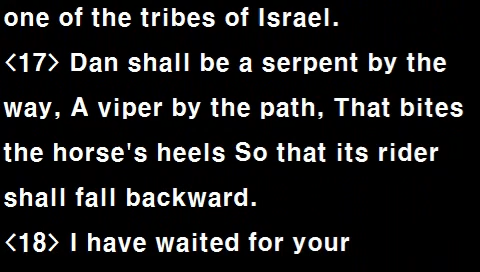 one of the tribes of Israel.
<17> Dan shall be a serpent by the
way, A viper by the path, That bites
the horse's heels So that its rider
shall fall backward.
<18> I have waited for your